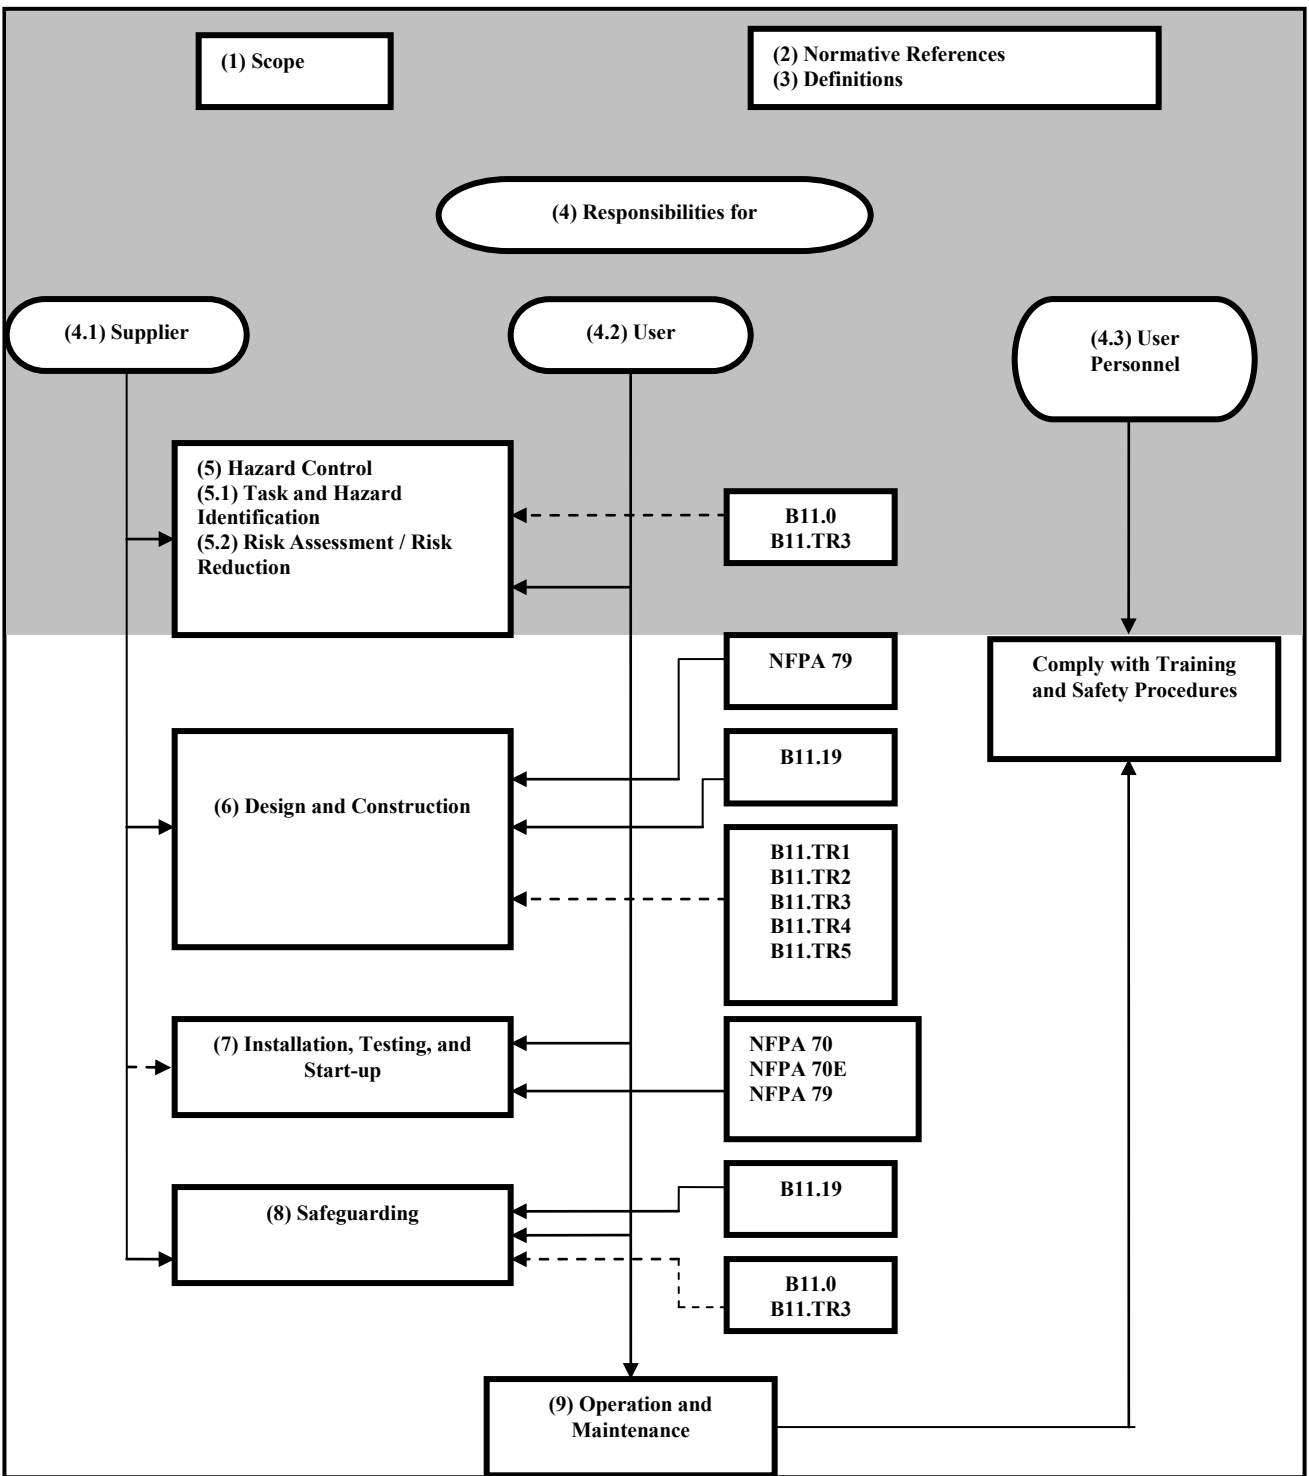 (1) Scope
(2) Normative References
(3) Definitions
(4) Responsibilities for
(4.1) Supplier
(4.2) User
(4.3) User
Personnel
(5) Hazard Control
(5.1) Task and Hazard
Identification
(5.2) Risk Assessment / Risk
Reduction
B11.0
B11.TR3
NFPA 79
Comply with Training
and Safety Procedures
B11.19
(6) Design and Construction
B11.TR1
B11.TR2
B11.TR3
B11.TR4
B11.TR5
(7) Installation, Testing, and
Start-up
NFPA 70
NFPA 70E
NFPA 79
(8) Safeguarding
B11.19
B11.0
B11.TR3
(9) Operation and
Maintenance